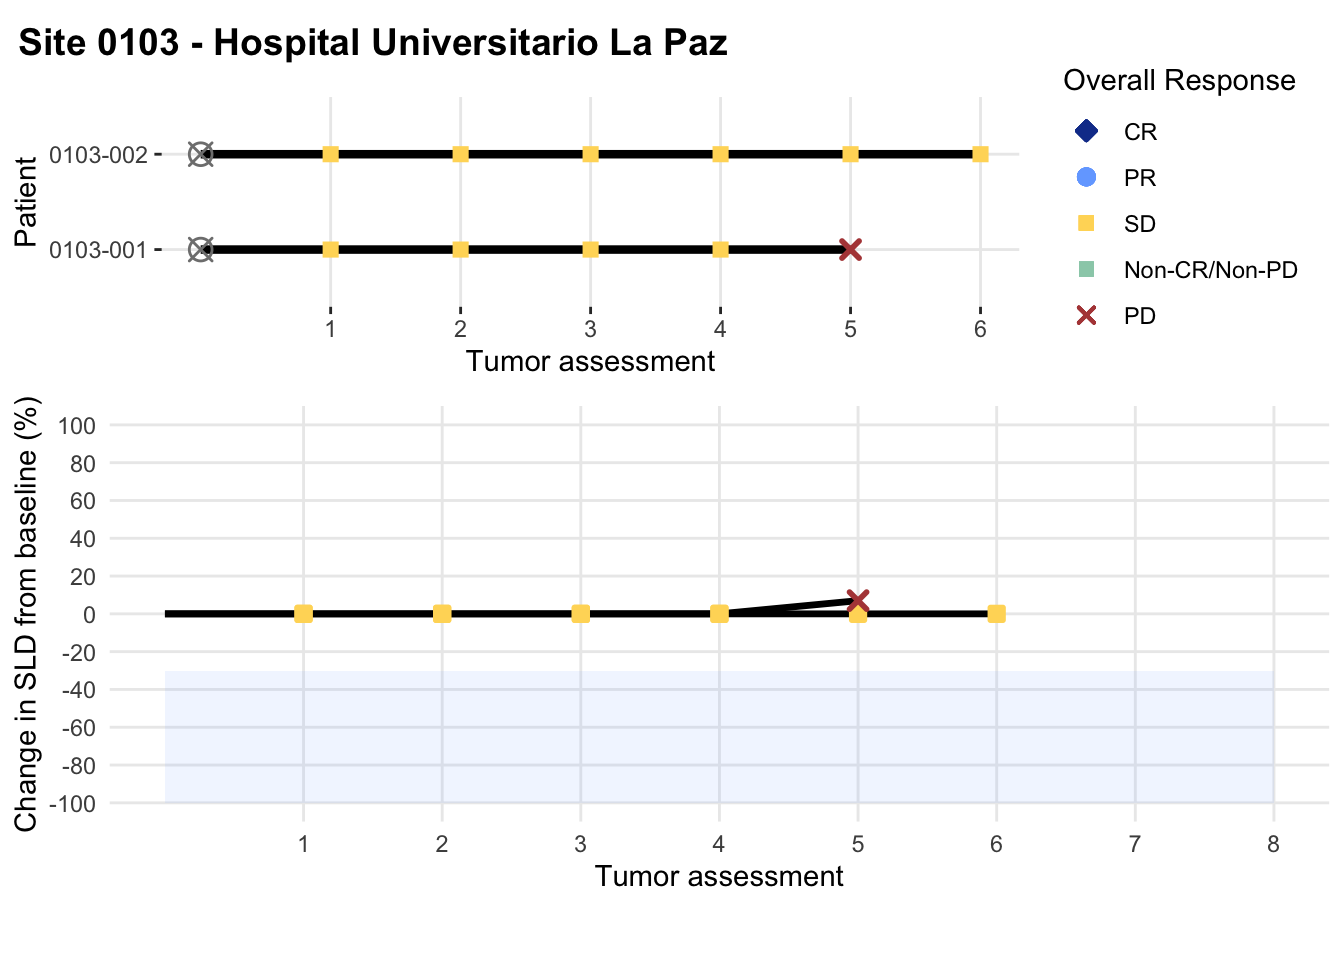 Site 0103 - Hospital Universitario La Paz
Patient
0103-002
0103-001
1 2 3 4 5 6
Tumor assessment
Overall Response
CR
PR
SD
Non-CR/Non-PD
PD
Change in SLD from baseline (%)
100
80
60
40
20
0
-20
-40
-60
-80
-100
1 2 3 4 5 6 7 8
Tumor assessment